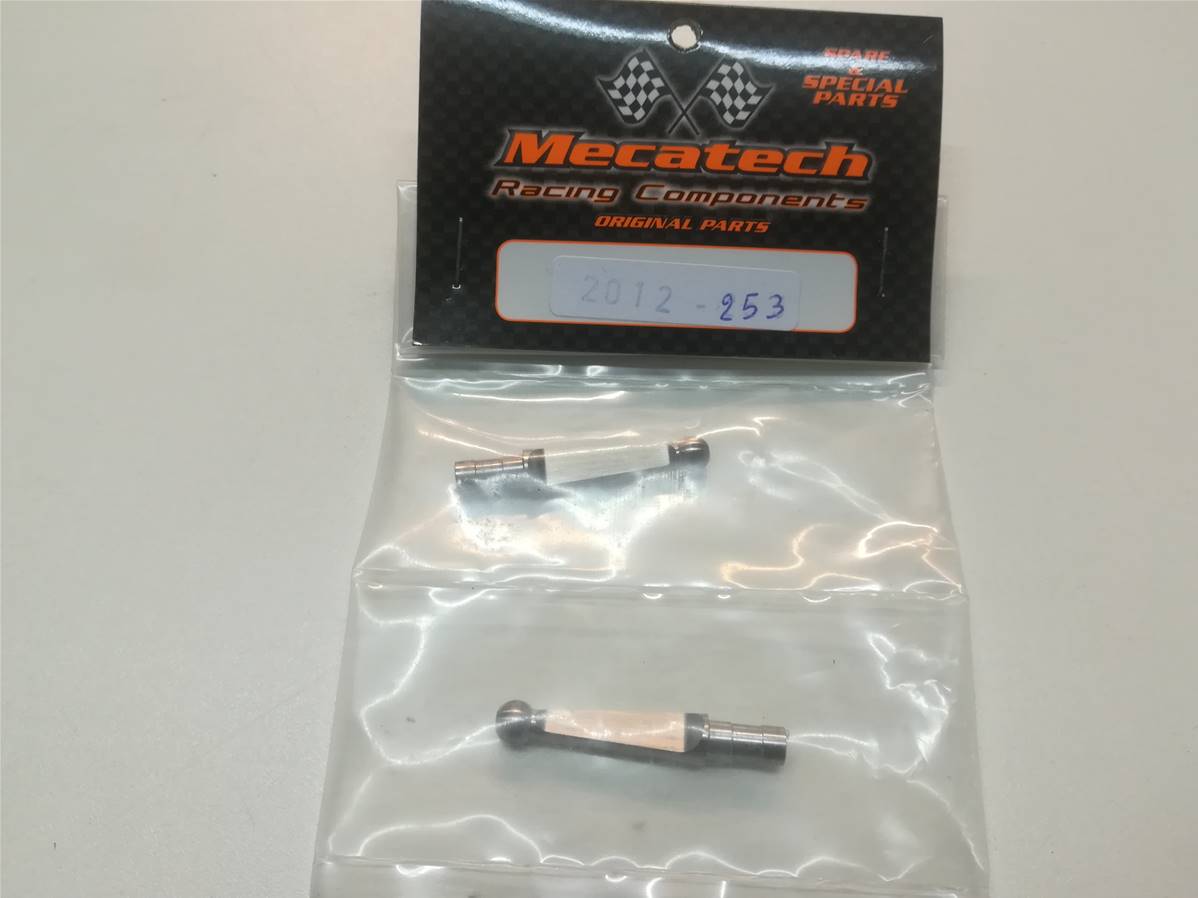 SPARE
&
SPECIAL
PARTS
Mecatech
Racing Components
ORIGINAL PARTS
2012-253